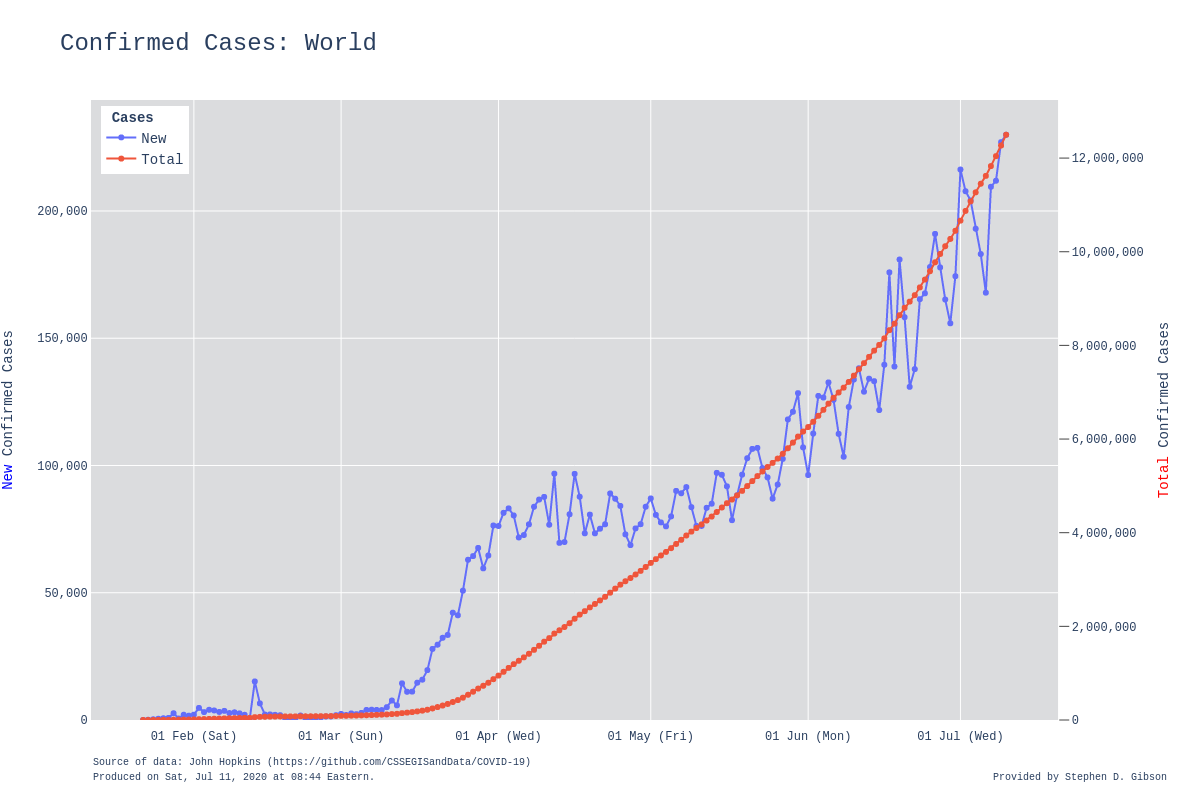 Confirmed Cases: World
Cases
New
Total
200,000
150,000
100,000
50,000
0
12,000,000
10,000,000
8,000,000
6,000,000
4,000,000
2,000,000
0
New Confirmed Cases
Total Confirmed Cases
01 Feb (Sat) 01 Mar (Sun) 01 Apr (Wed) 01 May (Fri) 01 Jun (Mon) 01 Jul (Wed)
Source of data: John Hopkins (https://github.com/CSSEGISandData/COVID-19)
Produced on Sat, Jul 11, 2020 at 08:44 Eastern.
Provided by Stephen D. Gibson